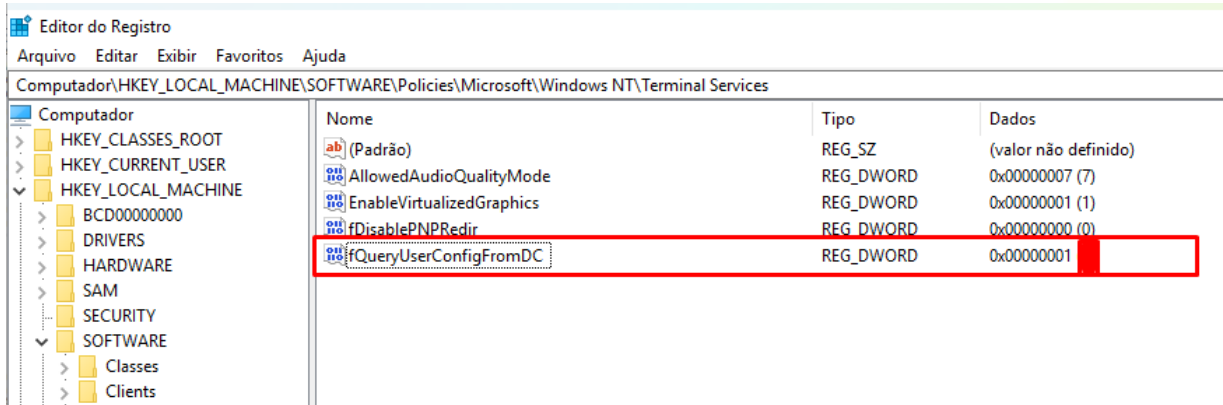 Editor do Registro
Arquivo Editar Exibir Favoritos Ajuda
Computador\HKEY_LOCAL_MACHINE\SOFTWARE\Policies\Microsoft\Windows NT\Terminal Services
Computador
HKEY_CLASSES_ROOT
HKEY_CURRENT_USER
HKEY_LOCAL_MACHINE
BCD00000000
DRIVERS
HARDWARE
SAM
SECURITY
SOFTWARE
Classes
Clients
Nome Tipo Dados
(Padrão) REG_SZ (valor não definido)
AllowedAudioQualityMode REG_DWORD 0x00000007 (7)
EnableVirtualizedGraphics REG_DWORD 0x00000001 (1)
fDisablePNPRedir REG_DWORD 0x00000000 (0)
fQueryUserConfigFromDC REG_DWORD 0x00000001